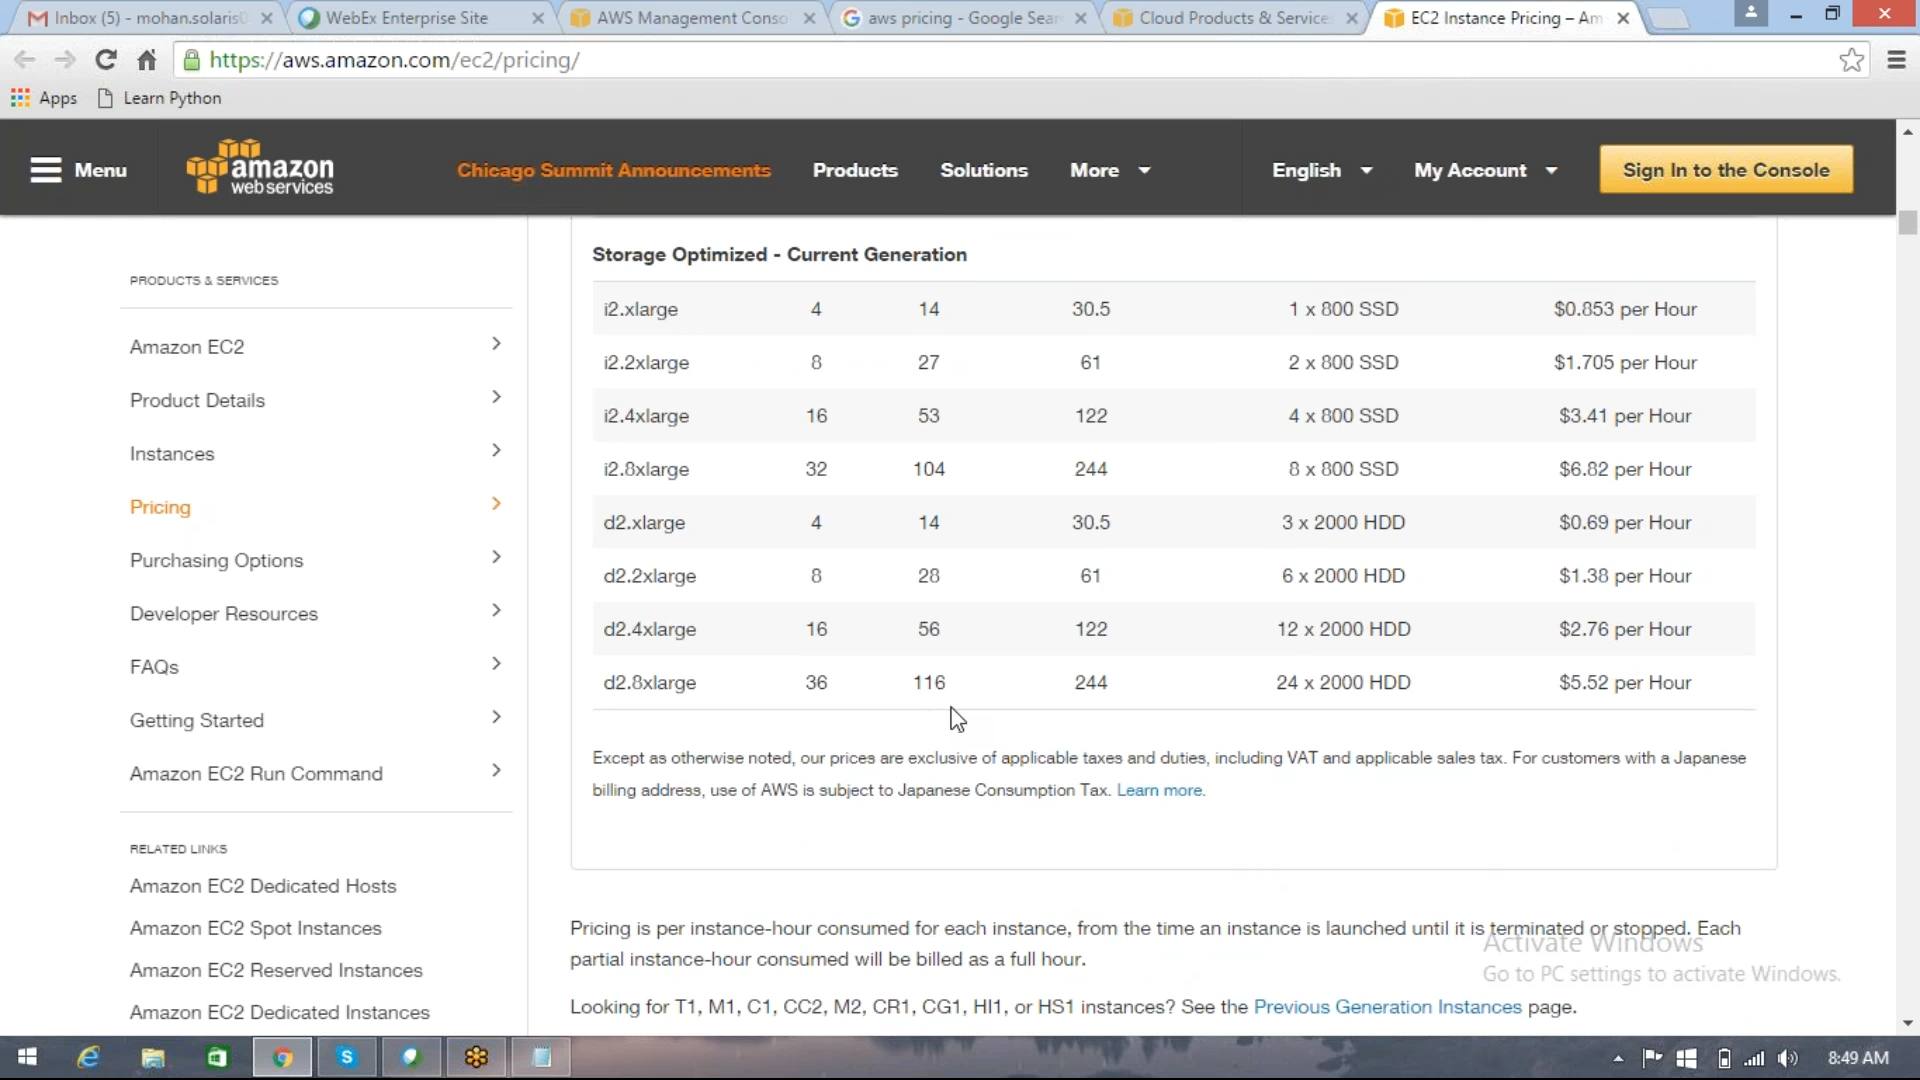 Inbox (5) - mohan.solaris0
WebEx Enterprise Site
AWS Management Conso
aws pricing - Google Sear
Cloud Products & Service
EC2 Instance Pricing – Am
https://aws.amazon.com/ec2/pricing/
Apps
Learn Python
Menu
amazon
web services
Chicago Summit Announcements
Products
Solutions
More
English
My Account
Sign In to the Console
PRODUCTS & SERVICES
Amazon EC2
Product Details
Instances
Pricing
Purchasing Options
Developer Resources
FAQs
Getting Started
Amazon EC2 Run Command
RELATED LINKS
Amazon EC2 Dedicated Hosts
Amazon EC2 Spot Instances
Amazon EC2 Reserved Instances
Amazon EC2 Dedicated Instances
Storage Optimized - Current Generation
i2.xlarge 4 14 30.5 1 x 800 SSD $0.853 per Hour
i2.2xlarge 8 27 61 2 x 800 SSD $1.705 per Hour
i2.4xlarge 16 53 122 4 x 800 SSD $3.41 per Hour
i2.8xlarge 32 104 244 8 x 800 SSD $6.82 per Hour
d2.xlarge 4 14 30.5 3 x 2000 HDD $0.69 per Hour
d2.2xlarge 8 28 61 6 x 2000 HDD $1.38 per Hour
d2.4xlarge 16 56 122 12 x 2000 HDD $2.76 per Hour
d2.8xlarge 36 116 244 24 x 2000 HDD $5.52 per Hour
Except as otherwise noted, our prices are exclusive of applicable taxes and duties, including VAT and applicable sales tax. For customers with a Japanese
billing address, use of AWS is subject to Japanese Consumption Tax. Learn more.
Pricing is per instance-hour consumed for each instance, from the time an instance is launched until it is terminated or stopped. Each
partial instance-hour consumed will be billed as a full hour.
Looking for T1, M1, C1, CC2, M2, CR1, CG1, HI1, or HS1 instances? See the Previous Generation Instances page.
Activate Windows
Go to PC settings to activate Windows.
8:49 AM